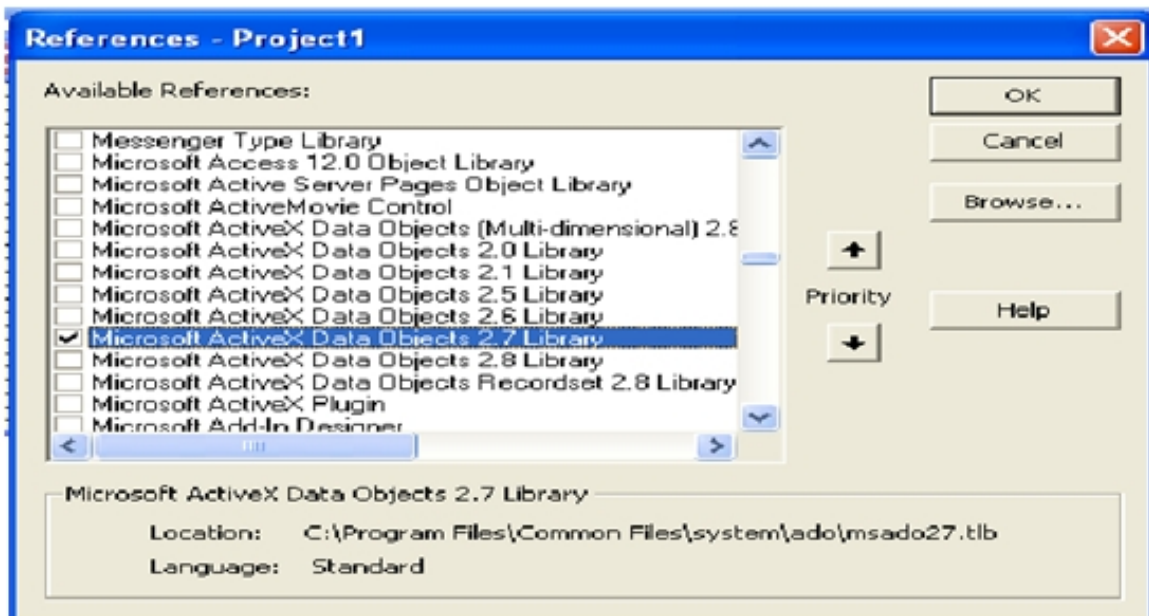 References - Project1
Available References:
Messenger Type Library
Microsoft Access 12.0 Object Library
Microsoft Active Server Pages Object Library
Microsoft ActiveMovie Control
Microsoft ActiveX Data Objects (Multi-dimensional) 2.8
Microsoft ActiveX Data Objects 2.0 Library
Microsoft ActiveX Data Objects 2.1 Library
Microsoft ActiveX Data Objects 2.5 Library
Microsoft ActiveX Data Objects 2.6 Library
Microsoft ActiveX Data Objects 2.7 Library
Microsoft ActiveX Data Objects 2.8 Library
Microsoft ActiveX Data Objects Recordset 2.8 Library
Microsoft ActiveX Plugin
Microsoft Add-In Designer
Priority
OK
Cancel
Browse...
Help
Microsoft ActiveX Data Objects 2.7 Library
Location: C:\Program Files\Common Files\system\ado\msado27.tlb
Language: Standard